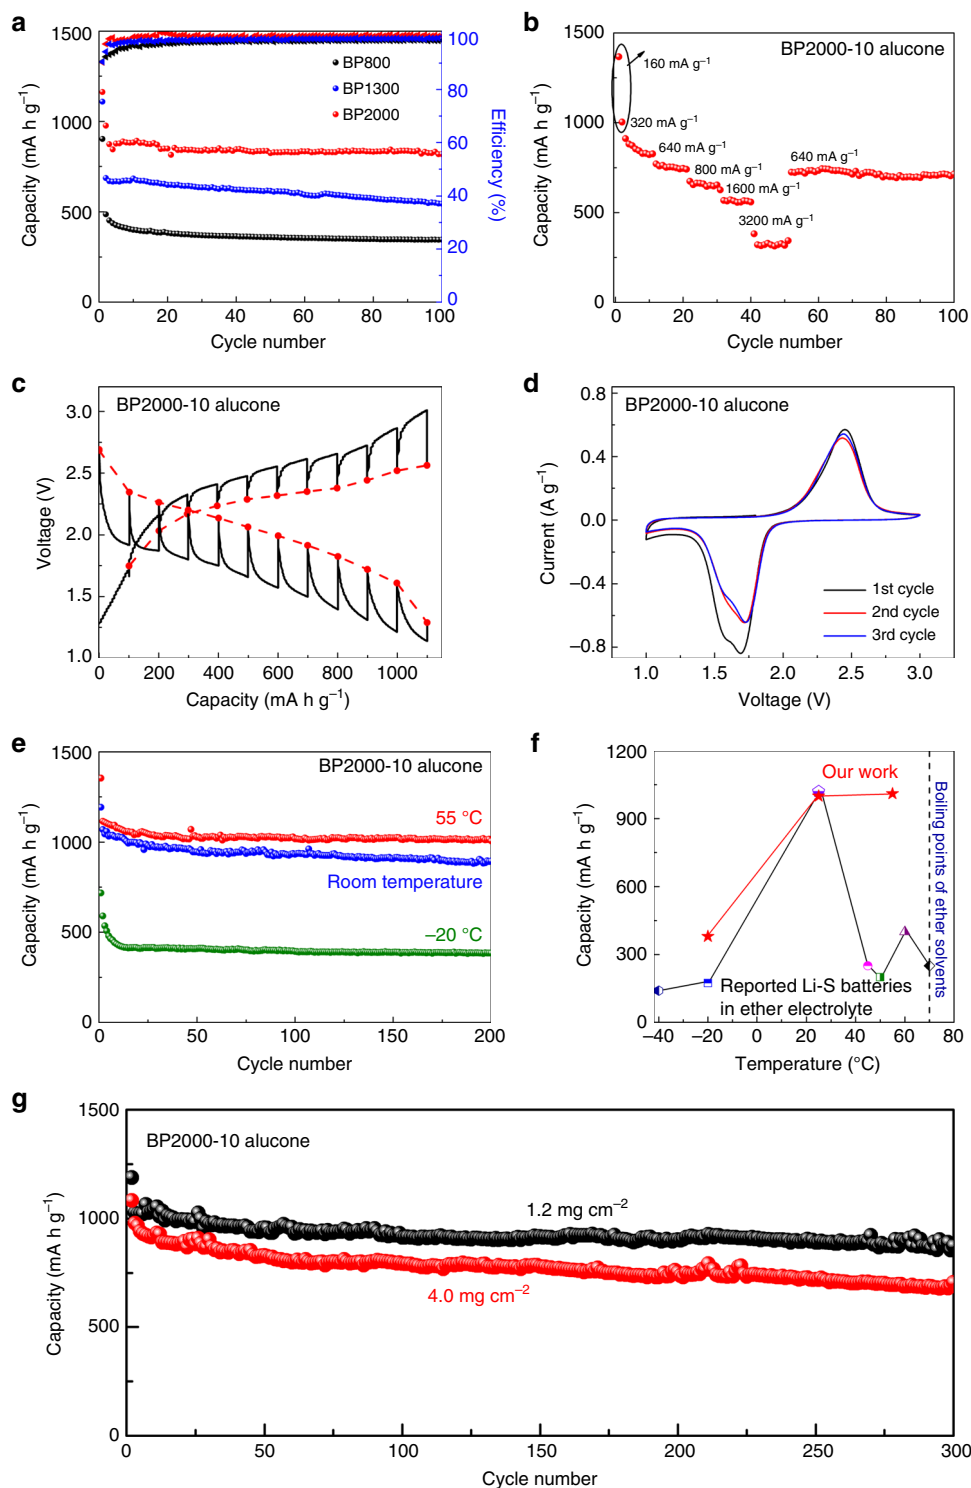 a
1500
1000
500
0
Capacity (mA h g⁻¹)
BP800
BP1300
BP2000
100
80
60
40
20
0
Efficiency (%)
0 20 40 60 80 100
Cycle number
b
BP2000-10 alucone
1500
1000
500
0
Capacity (mA h g⁻¹)
160 mA g⁻¹
320 mA g⁻¹
640 mA g⁻¹
800 mA g⁻¹
1600 mA g⁻¹
3200 mA g⁻¹
640 mA g⁻¹
0 20 40 60 80 100
Cycle number
c
BP2000-10 alucone
3.0
2.5
2.0
1.5
1.0
Voltage (V)
0 200 400 600 800 1000
Capacity (mA h g⁻¹)
d
BP2000-10 alucone
0.8
0.4
0.0
−0.4
−0.8
Current (A g⁻¹)
1st cycle
2nd cycle
3rd cycle
1.0 1.5 2.0 2.5 3.0
Voltage (V)
e
BP2000-10 alucone
1500
1000
500
0
Capacity (mA h g⁻¹)
55 °C
Room temperature
−20 °C
0 50 100 150 200
Cycle number
f
1200
900
600
300
0
Capacity (mA h g⁻¹)
Our work
Boiling points of ether solvents
Reported Li-S batteries
in ether electrolyte
−40 −20 0 20 40 60 80
Temperature (°C)
g
BP2000-10 alucone
1500
1000
500
0
Capacity (mA h g⁻¹)
1.2 mg cm⁻²
4.0 mg cm⁻²
0 50 100 150 200 250 300
Cycle number